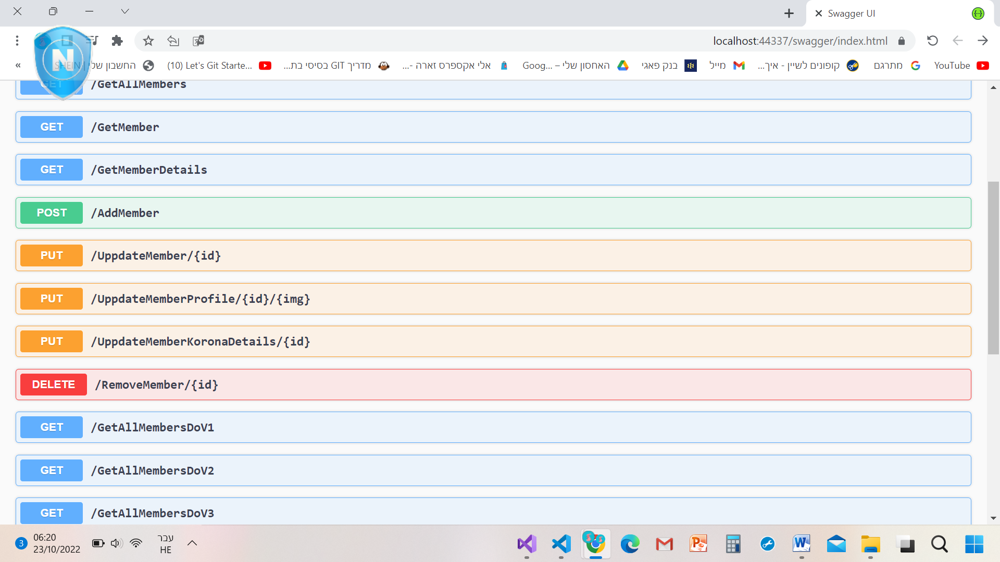 Swagger UI
localhost:44337/swagger/index.html
YouTube
מתרגם
קופונים לשיין - איך...
מייל
בנק פאגי
האחסון שלי – Goog...
אלי אקספרס זארה -...
מדריך GIT בסיסי בת...
(10) Let's Git Starte...
החשבון שלי | SHEIN
«
N
GET /GetAllMembers
GET /GetMember
GET /GetMemberDetails
POST /AddMember
PUT /UppdateMember/{id}
PUT /UppdateMemberProfile/{id}/{img}
PUT /UppdateMemberKoronaDetails/{id}
DELETE /RemoveMember/{id}
GET /GetAllMembersDoV1
GET /GetAllMembersDoV2
GET /GetAllMembersDoV3
3
06:20
23/10/2022
עבר
HE